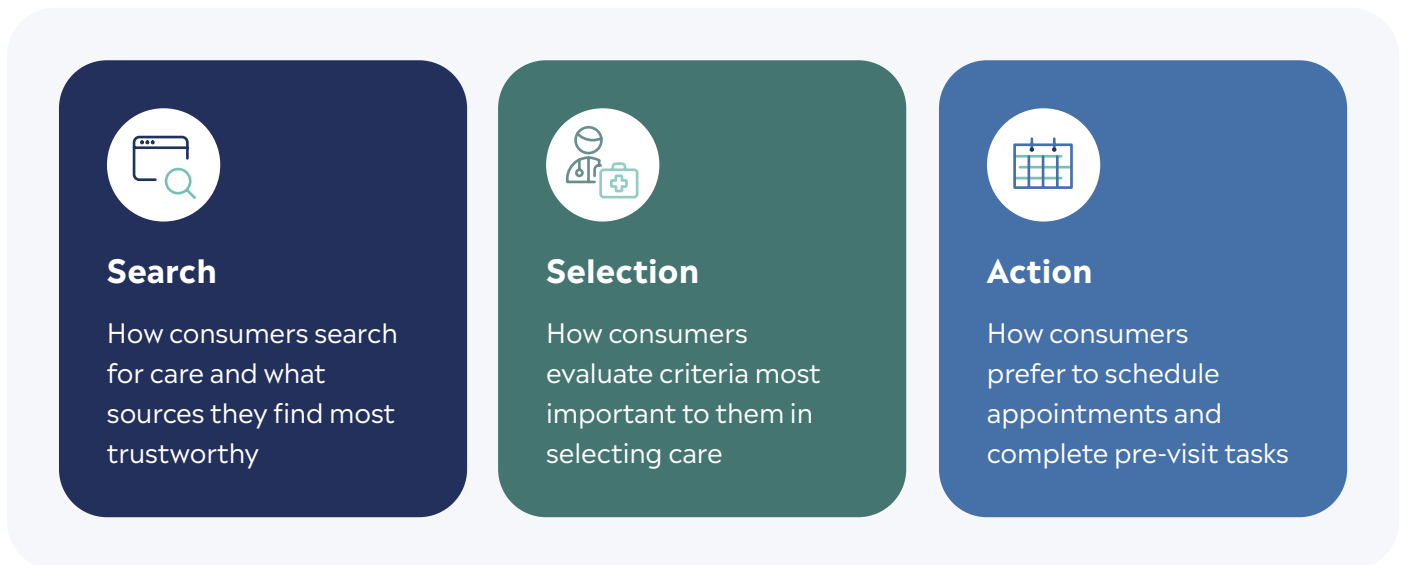 Search
How consumers search
for care and what
sources they find most
trustworthy
Selection
How consumers
evaluate criteria most
important to them in
selecting care
Action
How consumers
prefer to schedule
appointments and
complete pre-visit tasks